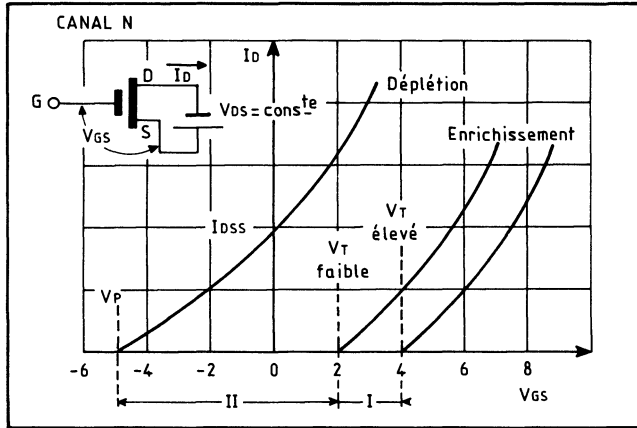 CANAL N
ID
D ID
G
VDS=conste
S
VGS
Déplétion
Enrichissement
VT
élevé
IDSS
VT
faible
VP
-6 -4 -2 0 2 4 6 8
VGS
II I